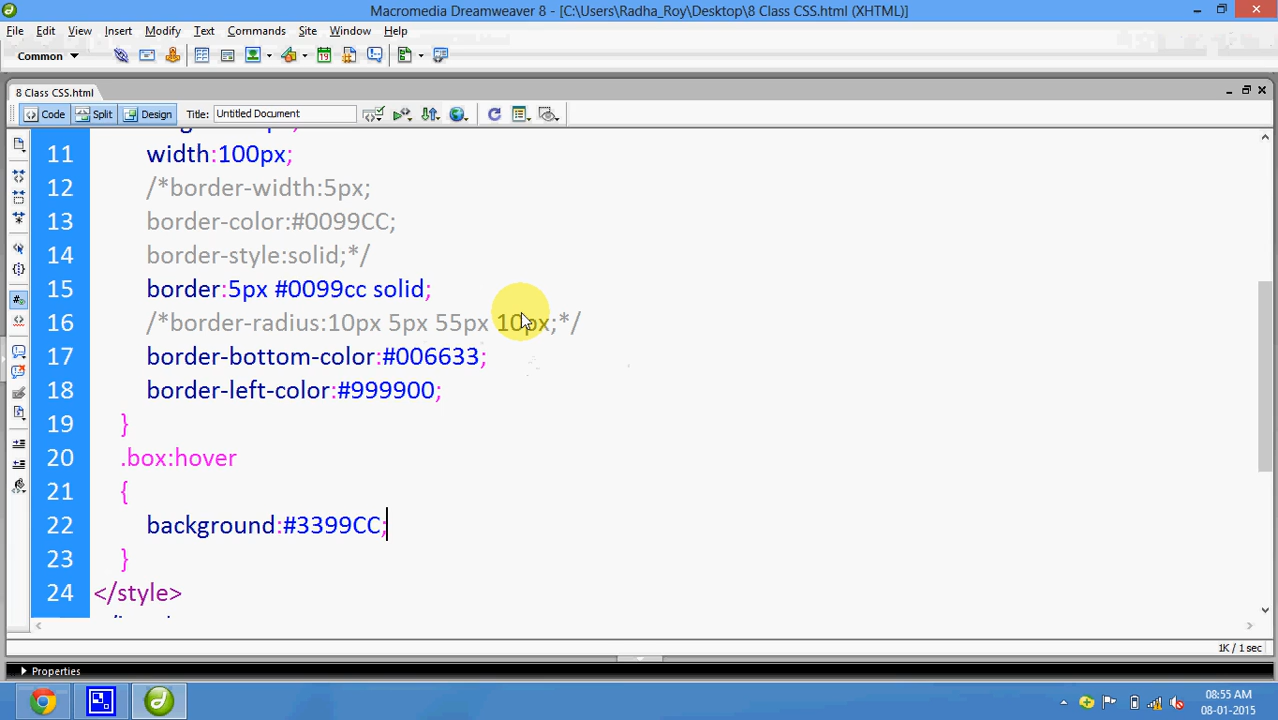 Macromedia Dreamweaver 8 - [C:\Users\Radha_Roy\Desktop\8 Class CSS.html (XHTML)]
File Edit View Insert Modify Text Commands Site Window Help
Common
8 Class CSS.html
Code Split Design Title: Untitled Document
11 width:100px;
12 /*border-width:5px;
13 border-color:#0099CC;
14 border-style:solid;*/
15 border:5px #0099cc solid;
16 /*border-radius:10px 5px 55px 10px;*/
17 border-bottom-color:#006633;
18 border-left-color:#999900;
19 }
20 .box:hover
21 {
22 background:#3399CC;
23 }
24 </style>
1K / 1 sec
Properties
08:55 AM
08-01-2015